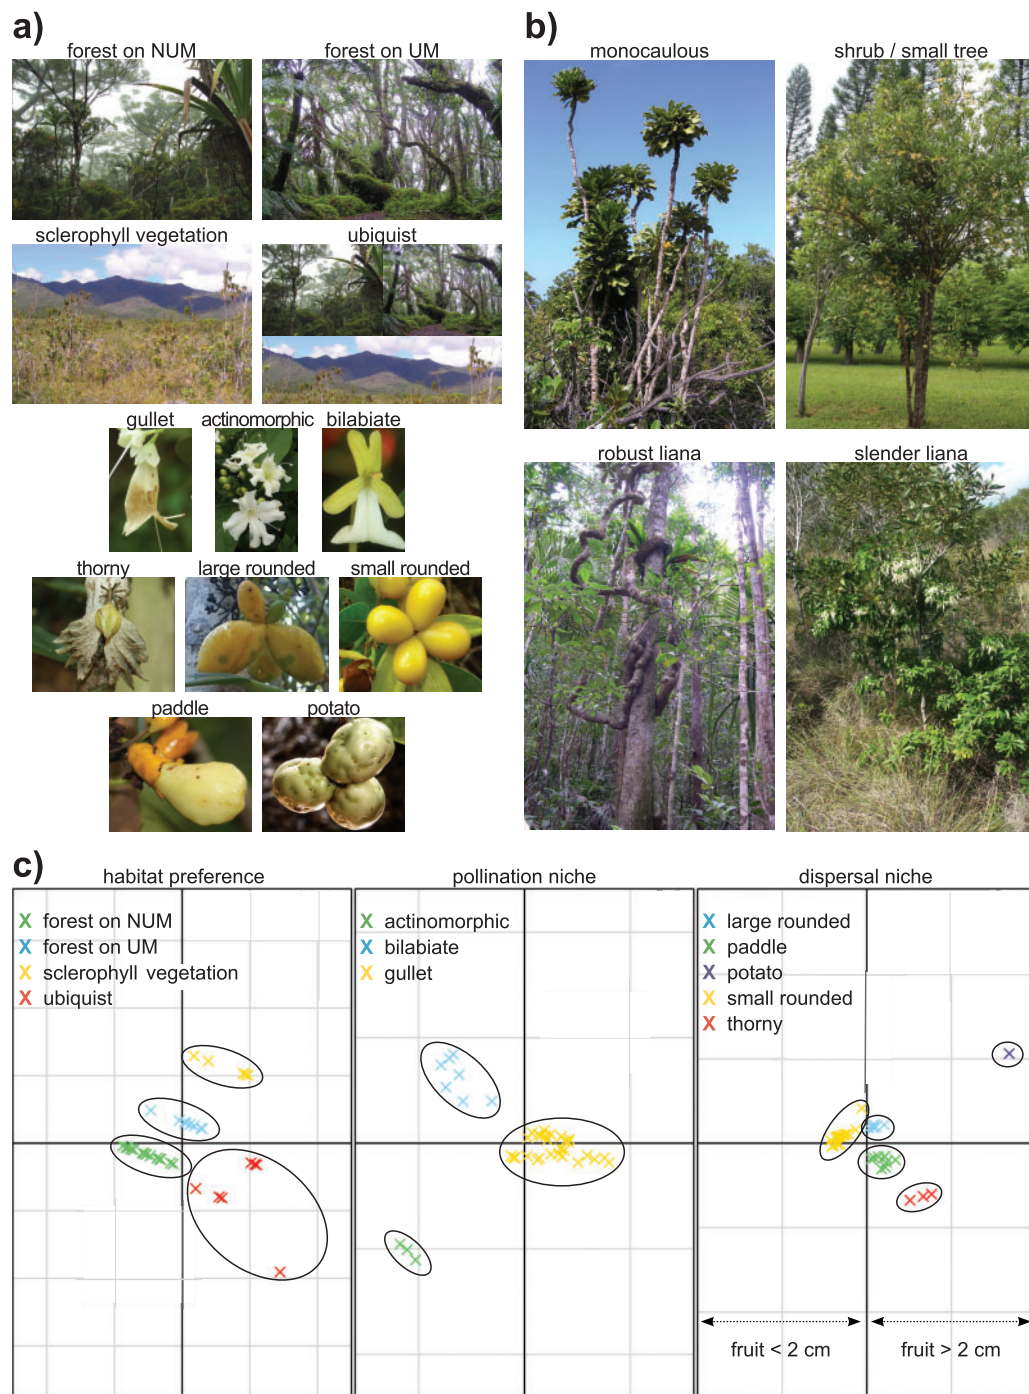 a)
forest on NUM
forest on UM
sclerophyll vegetation
ubiquist
gullet
actinomorphic
bilabiate
thorny
large rounded
small rounded
paddle
potato
b)
monocaulous
shrub / small tree
robust liana
slender liana
c)
habitat preference
X forest on NUM
X forest on UM
X sclerophyll vegetation
X ubiquist
pollination niche
X actinomorphic
X bilabiate
X gullet
dispersal niche
X large rounded
X paddle
X potato
X small rounded
X thorny
fruit < 2 cm
fruit > 2 cm